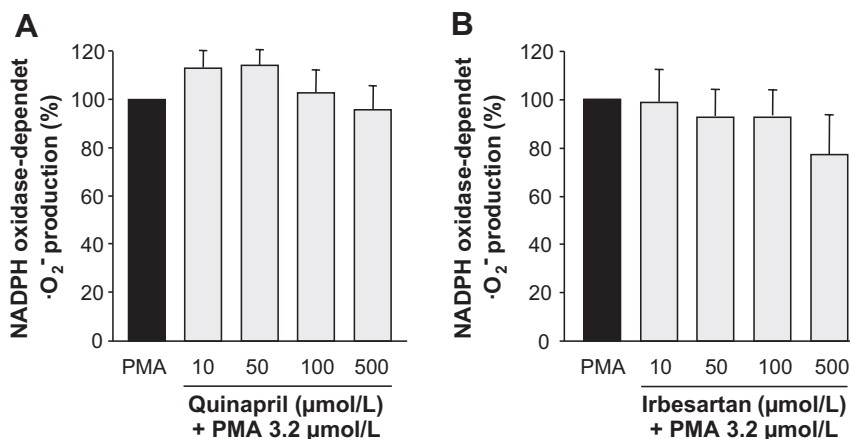 A
NADPH oxidase-dependet
·O₂⁻ production (%)
120
100
80
60
40
20
0
PMA 10 50 100 500
Quinapril (µmol/L)
+ PMA 3.2 µmol/L
B
NADPH oxidase-dependet
·O₂⁻ production (%)
120
100
80
60
40
20
0
PMA 10 50 100 500
Irbesartan (µmol/L)
+ PMA 3.2 µmol/L